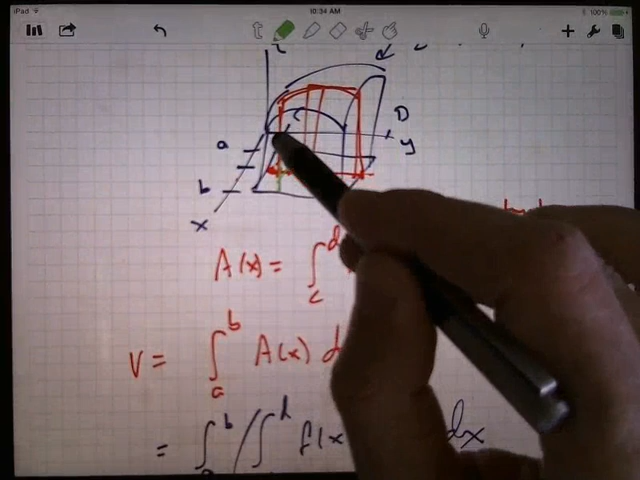 iPad 10:34 AM 100%
z
D
a
y
b
x
A(x) = ∫ d c
V = ∫ b a A(x) d
= ∫ b ∫ d f(x dx